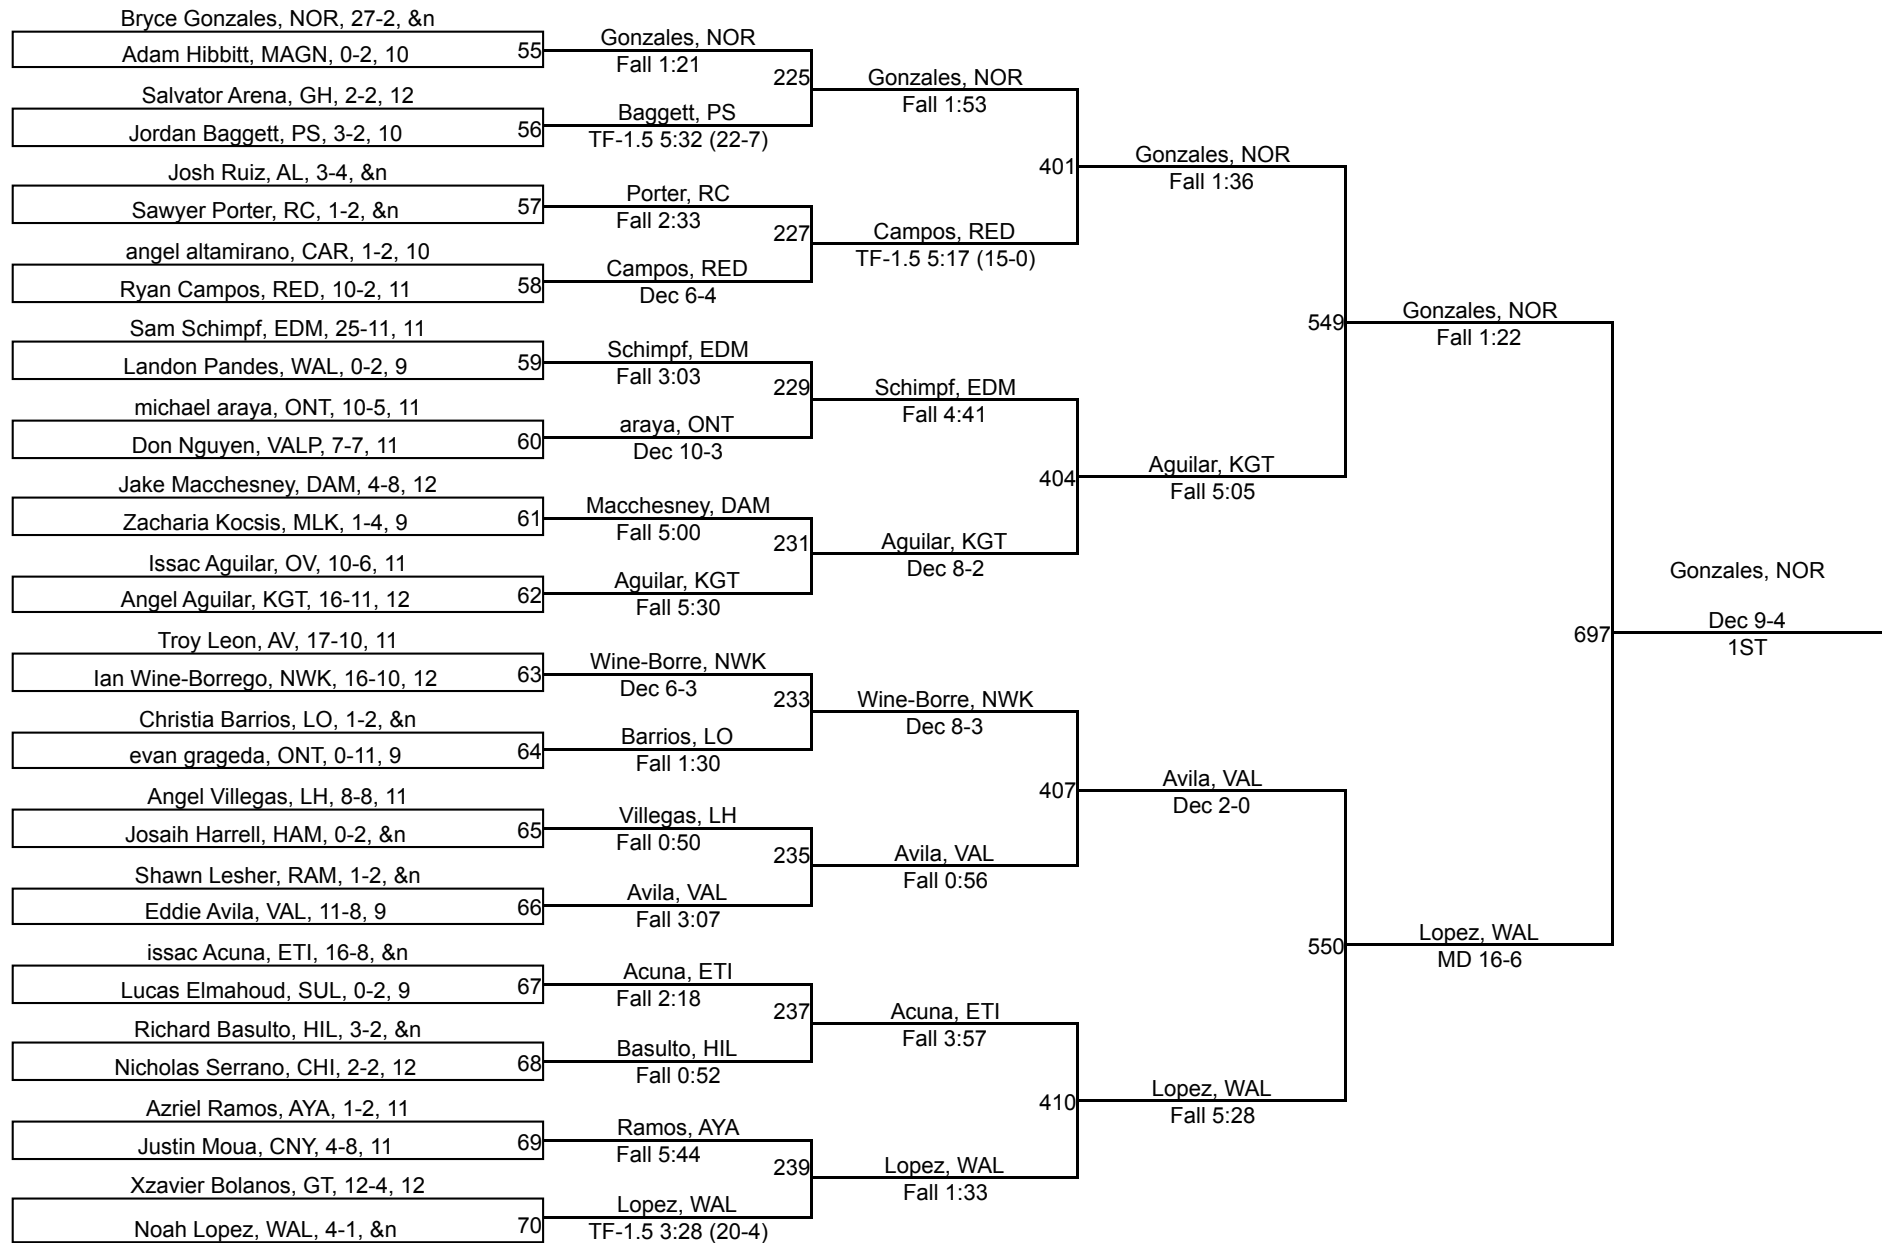 Bryce Gonzales, NOR, 27-2, &n
Adam Hibbitt, MAGN, 0-2, 10
55
Salvator Arena, GH, 2-2, 12
Jordan Baggett, PS, 3-2, 10
56
Josh Ruiz, AL, 3-4, &n
Sawyer Porter, RC, 1-2, &n
57
angel altamirano, CAR, 1-2, 10
Ryan Campos, RED, 10-2, 11
58
Sam Schimpf, EDM, 25-11, 11
Landon Pandes, WAL, 0-2, 9
59
michael araya, ONT, 10-5, 11
Don Nguyen, VALP, 7-7, 11
60
Jake Macchesney, DAM, 4-8, 12
Zacharia Kocsis, MLK, 1-4, 9
61
Issac Aguilar, OV, 10-6, 11
Angel Aguilar, KGT, 16-11, 12
62
Troy Leon, AV, 17-10, 11
Ian Wine-Borrego, NWK, 16-10, 12
63
Christia Barrios, LO, 1-2, &n
evan grageda, ONT, 0-11, 9
64
Angel Villegas, LH, 8-8, 11
Josaih Harrell, HAM, 0-2, &n
65
Shawn Lesher, RAM, 1-2, &n
Eddie Avila, VAL, 11-8, 9
66
issac Acuna, ETI, 16-8, &n
Lucas Elmahoud, SUL, 0-2, 9
67
Richard Basulto, HIL, 3-2, &n
Nicholas Serrano, CHI, 2-2, 12
68
Azriel Ramos, AYA, 1-2, 11
Justin Moua, CNY, 4-8, 11
69
Xzavier Bolanos, GT, 12-4, 12
Noah Lopez, WAL, 4-1, &n
70
Gonzales, NOR
Fall 1:21
225
Baggett, PS
TF-1.5 5:32 (22-7)
Porter, RC
Fall 2:33
227
Campos, RED
Dec 6-4
Schimpf, EDM
Fall 3:03
229
araya, ONT
Dec 10-3
Macchesney, DAM
Fall 5:00
231
Aguilar, KGT
Fall 5:30
Wine-Borre, NWK
Dec 6-3
233
Barrios, LO
Fall 1:30
Villegas, LH
Fall 0:50
235
Avila, VAL
Fall 3:07
Acuna, ETI
Fall 2:18
237
Basulto, HIL
Fall 0:52
Ramos, AYA
Fall 5:44
239
Lopez, WAL
TF-1.5 3:28 (20-4)
Gonzales, NOR
Fall 1:53
401
Campos, RED
TF-1.5 5:17 (15-0)
Schimpf, EDM
Fall 4:41
404
Aguilar, KGT
Dec 8-2
Wine-Borre, NWK
Dec 8-3
407
Avila, VAL
Fall 0:56
Acuna, ETI
Fall 3:57
410
Lopez, WAL
Fall 1:33
Gonzales, NOR
Fall 1:36
549
Aguilar, KGT
Fall 5:05
Avila, VAL
Dec 2-0
550
Lopez, WAL
Fall 5:28
Gonzales, NOR
Fall 1:22
697
Lopez, WAL
MD 16-6
Gonzales, NOR
Dec 9-4
1ST